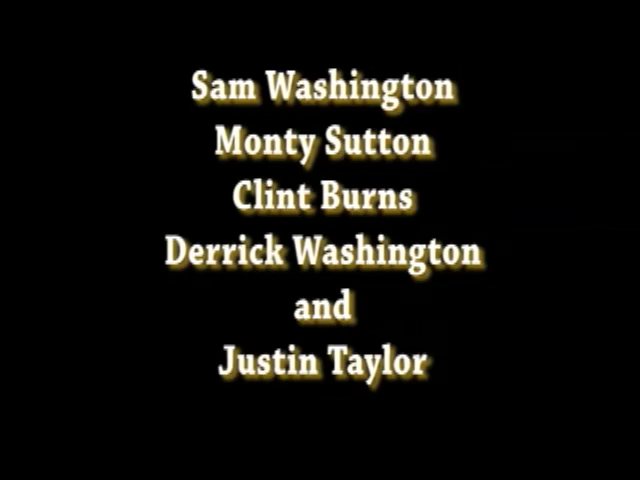 Sam Washington
Monty Sutton
Clint Burns
Derrick Washington
and
Justin Taylor